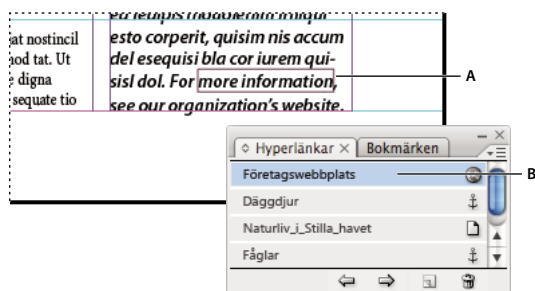 at nostincil
od tat. Ut
digna
sequate tio
esto corperit, quisim nis accum
del esequisi bla cor iurem qui-
sisl dol. For more information,
see our organization's website.
A
Hyperlänkar
Bokmärken
Företagswebbplats
B
Däggdjur
Naturliv_i_Stilla_havet
Fåglar